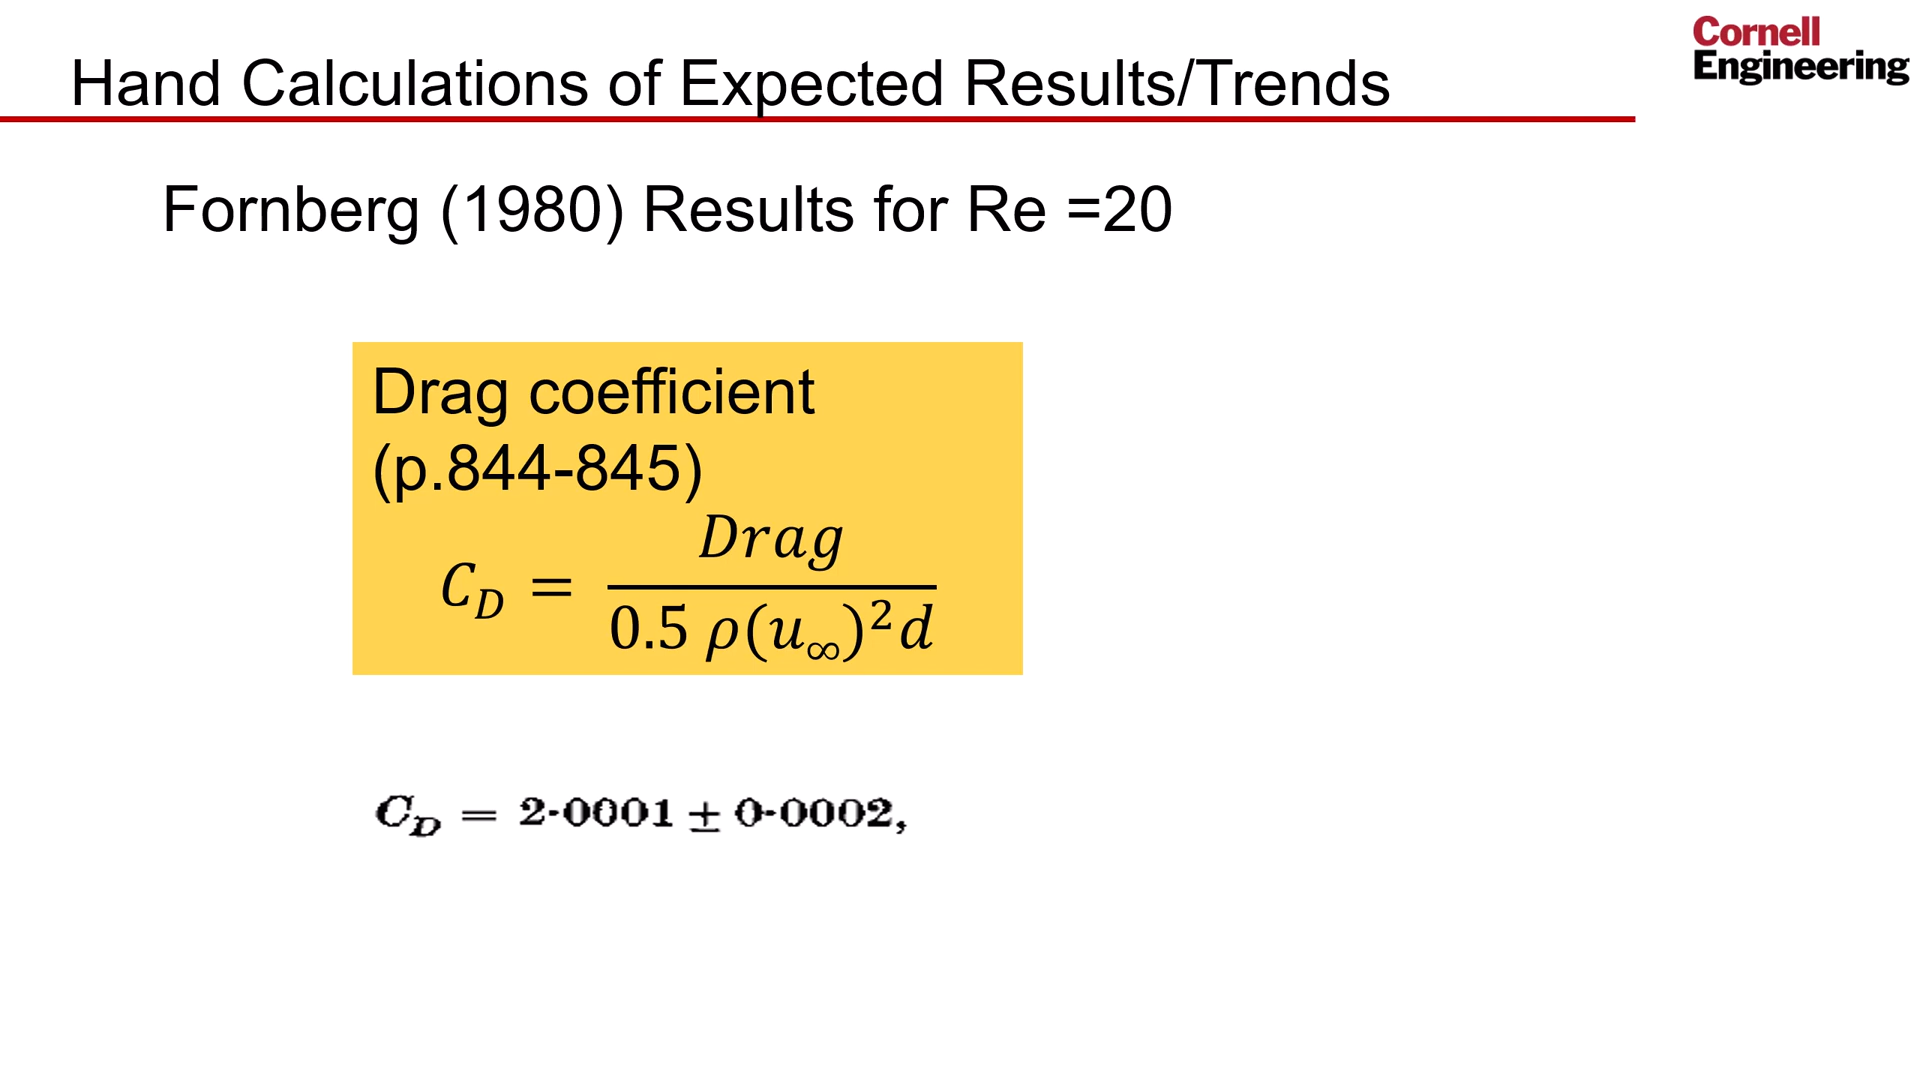 Cornell
Engineering
Hand Calculations of Expected Results/Trends
Fornberg (1980) Results for Re =20
Drag coefficient
(p.844-845)
C_D = Drag / 0.5 ρ(u_∞)²d
C_D = 2·0001 ± 0·0002,